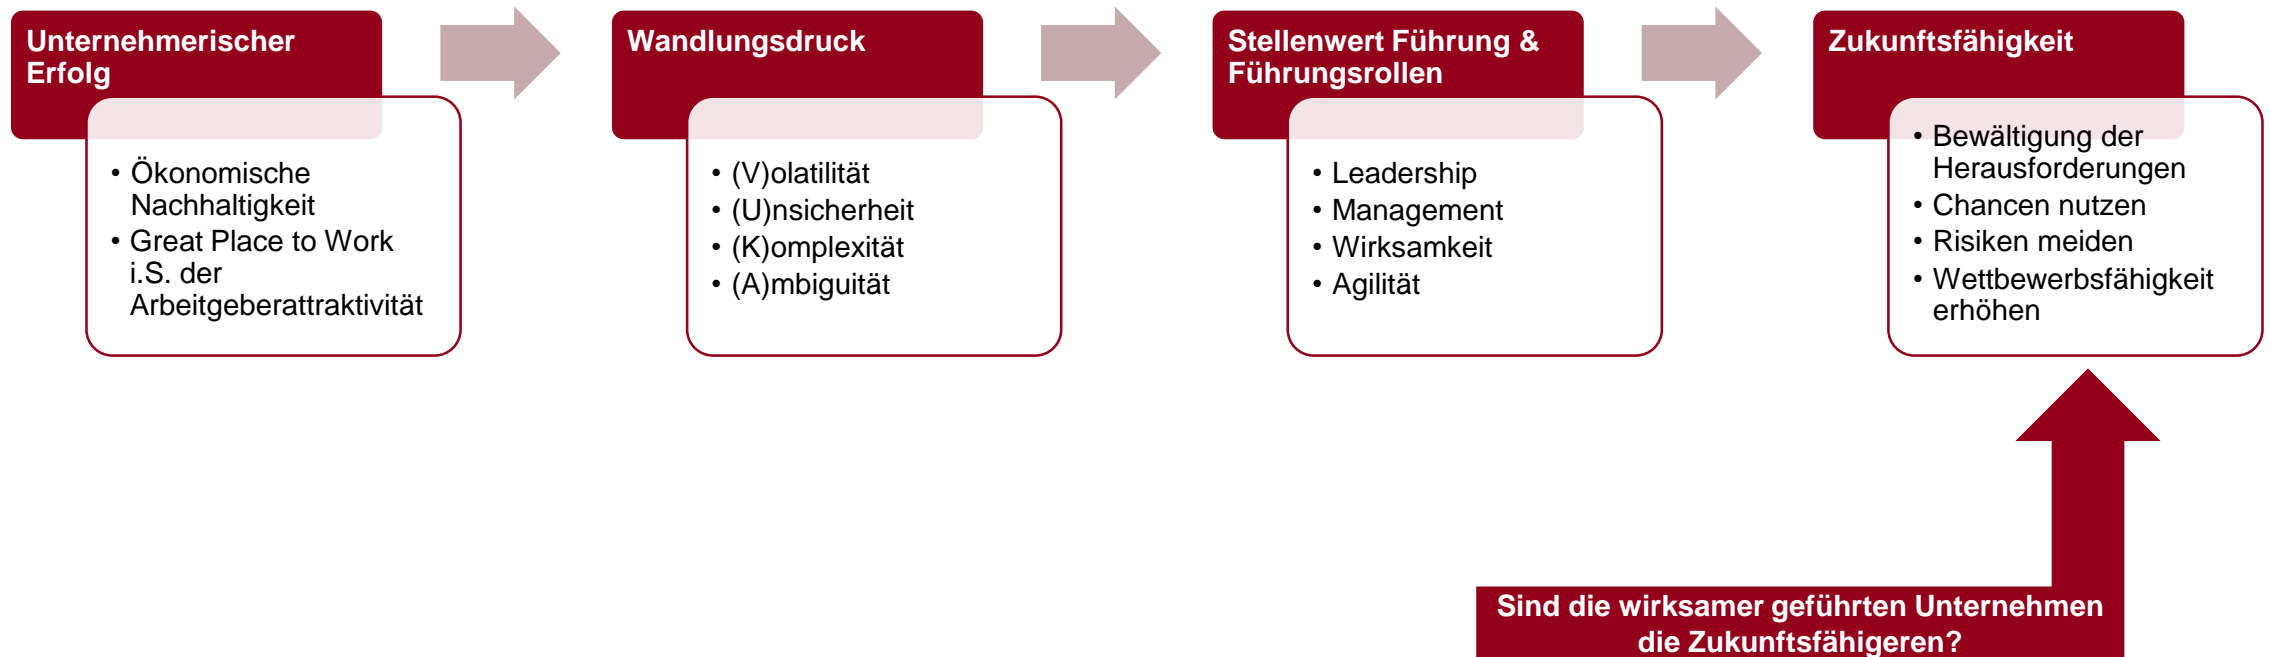 Unternehmerischer
Erfolg
• Ökonomische
Nachhaltigkeit
• Great Place to Work
i.S. der
Arbeitgeberattraktivität
Wandlungsdruck
• (V)olatilität
• (U)nsicherheit
• (K)omplexität
• (A)mbiguität
Stellenwert Führung &
Führungsrollen
• Leadership
• Management
• Wirksamkeit
• Agilität
Zukunftsfähigkeit
• Bewältigung der
Herausforderungen
• Chancen nutzen
• Risiken meiden
• Wettbewerbsfähigkeit
erhöhen
Sind die wirksamer geführten Unternehmen
die Zukunftsfähigeren?